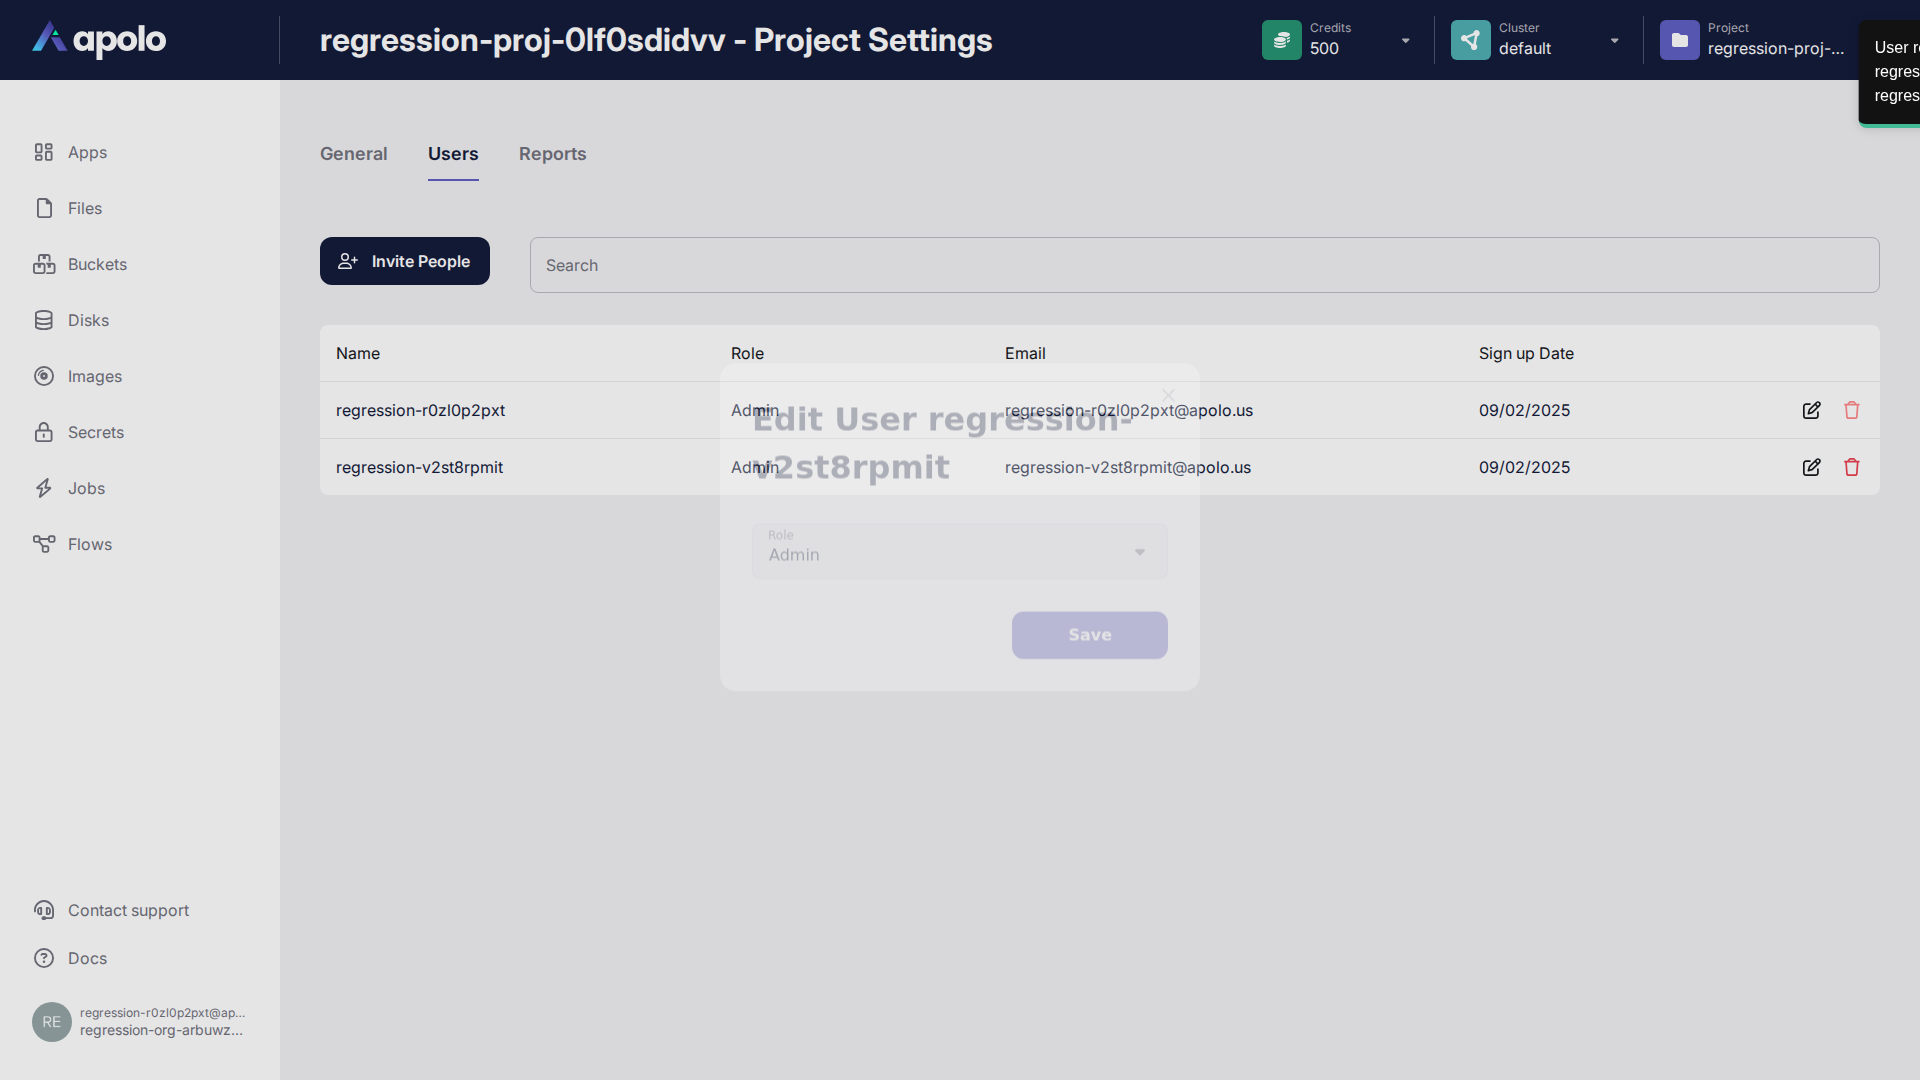 apolo
regression-proj-0lf0sdidvv - Project Settings
Credits
500
Cluster
default
Project
regression-proj-...
User
regres
regres
Apps
Files
Buckets
Disks
Images
Secrets
Jobs
Flows
General Users Reports
Invite People
Search
Name Role Email Sign up Date
regression-r0zl0p2pxt Admin regression-r0zl0p2pxt@apolo.us 09/02/2025
regression-v2st8rpmit Admin regression-v2st8rpmit@apolo.us 09/02/2025
Edit User regression-
v2st8rpmit
Role
Admin
Save
Contact support
Docs
RE
regression-r0zl0p2pxt@ap...
regression-org-arbuwz...